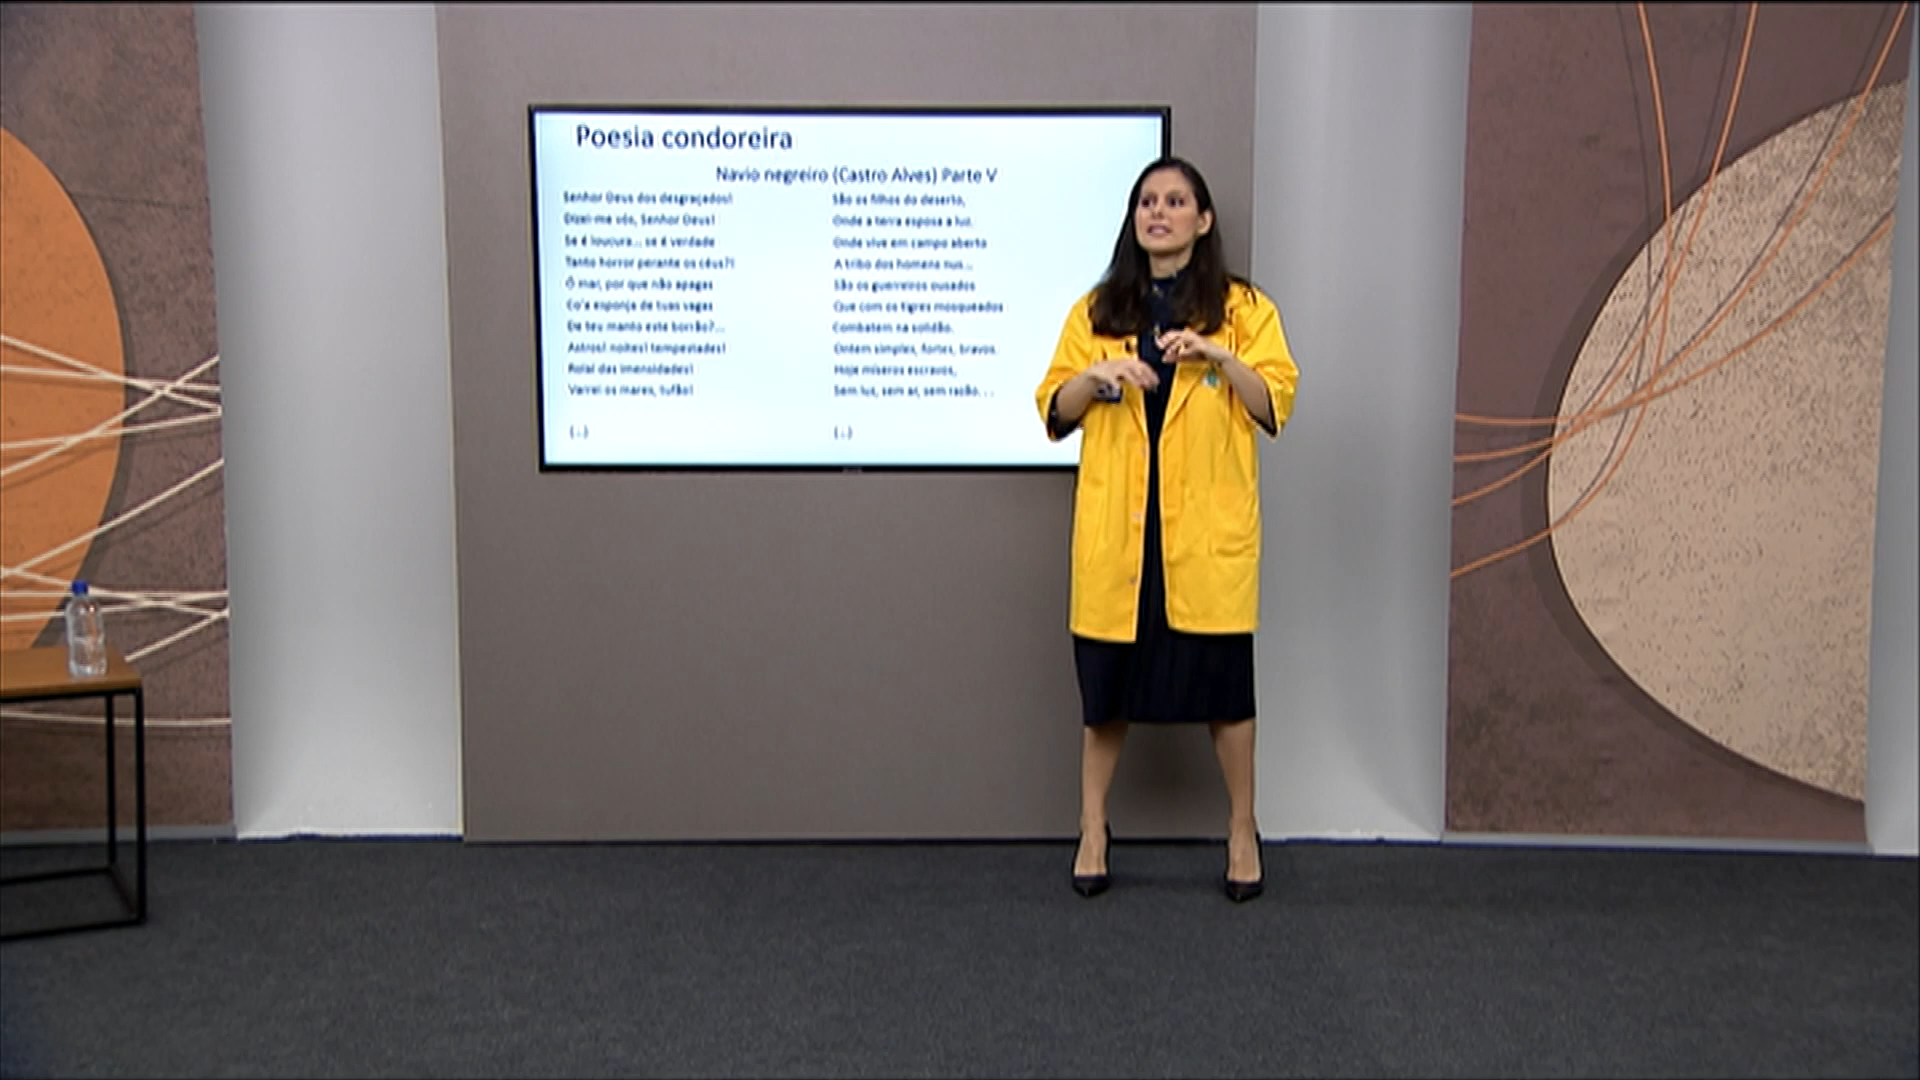 Poesia condoreira
Navio negreiro (Castro Alves) Parte V
Senhor Deus dos desgraçados!
Dizei-me vós, Senhor Deus!
Se é loucura... se é verdade
Tanto horror perante os céus?!
Ó mar, por que não apagas
Co'a esponja de tuas vagas
De teu manto este borrão?...
Astros! noites! tempestades!
Rolai das imensidades!
Varrei os mares, tufão!
(..)
São os filhos do deserto,
Onde a terra esposa a luz.
Onde vive em campo aberto
A tribo dos homens nus...
São os guerreiros ousados
Que com os tigres mosqueados
Combatem na solidão.
Ontem simples, fortes, bravos.
Hoje míseros escravos,
Sem luz, sem ar, sem razão. . .
(..)